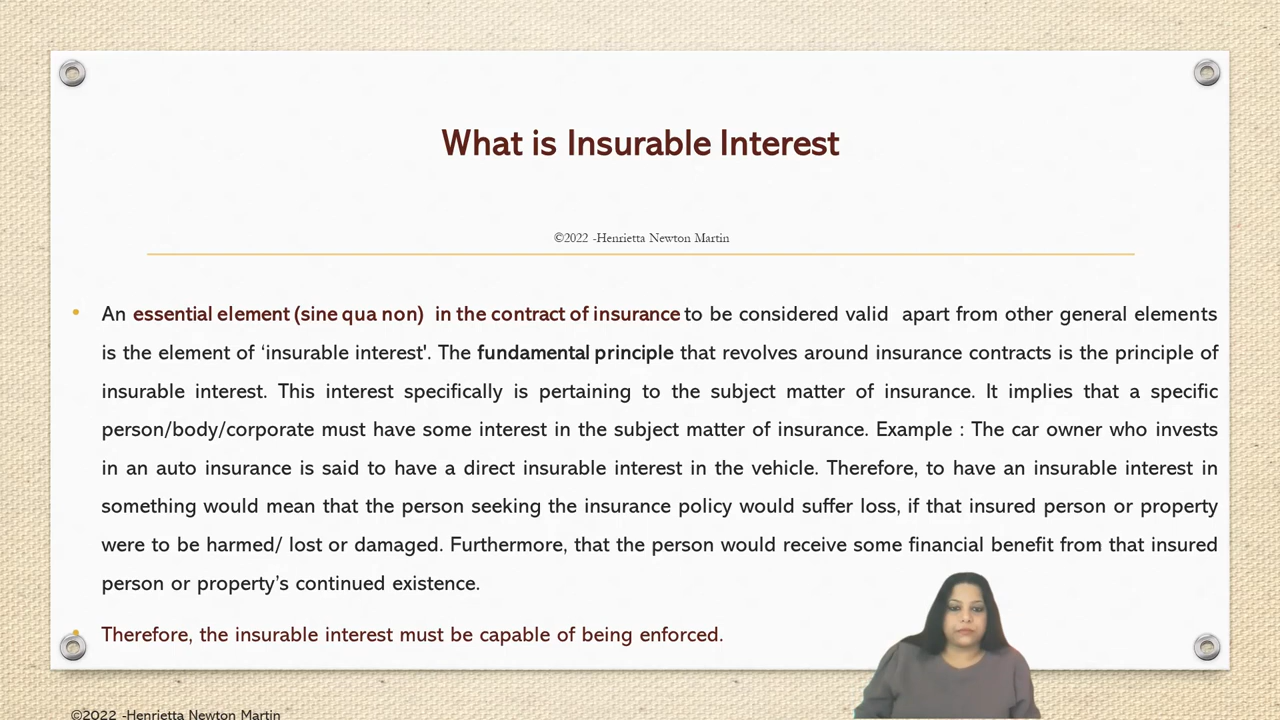 What is Insurable Interest
©2022 -Henrietta Newton Martin
• An essential element (sine qua non) in the contract of insurance to be considered valid apart from other general elements
is the element of ‘insurable interest'. The fundamental principle that revolves around insurance contracts is the principle of
insurable interest. This interest specifically is pertaining to the subject matter of insurance. It implies that a specific
person/body/corporate must have some interest in the subject matter of insurance. Example : The car owner who invests
in an auto insurance is said to have a direct insurable interest in the vehicle. Therefore, to have an insurable interest in
something would mean that the person seeking the insurance policy would suffer loss, if that insured person or property
were to be harmed/ lost or damaged. Furthermore, that the person would receive some financial benefit from that insured
person or property’s continued existence.
• Therefore, the insurable interest must be capable of being enforced.
©2022 -Henrietta Newton Martin